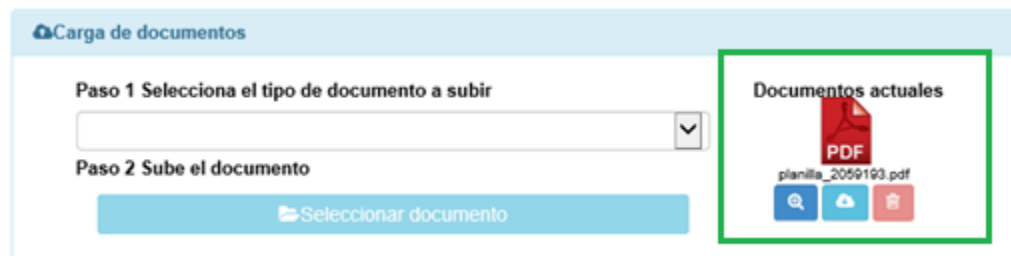 Carga de documentos
Paso 1 Selecciona el tipo de documento a subir
Paso 2 Sube el documento
Seleccionar documento
Documentos actuales
PDF
planilla_2059193.pdf